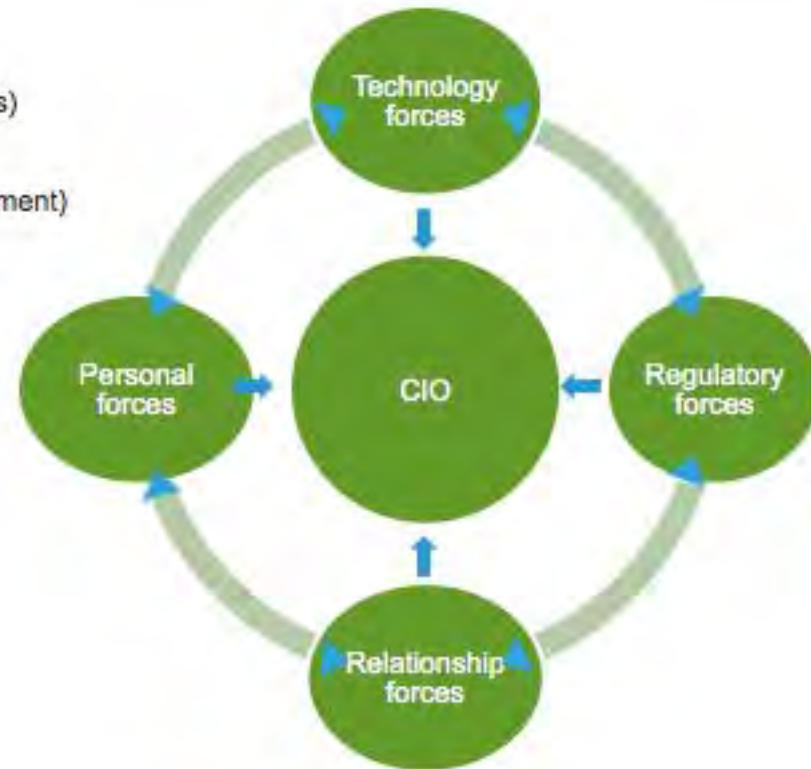 Technology
forces
s)
ment)
Personal
forces
CIO
Regulatory
forces
Relationship
forces